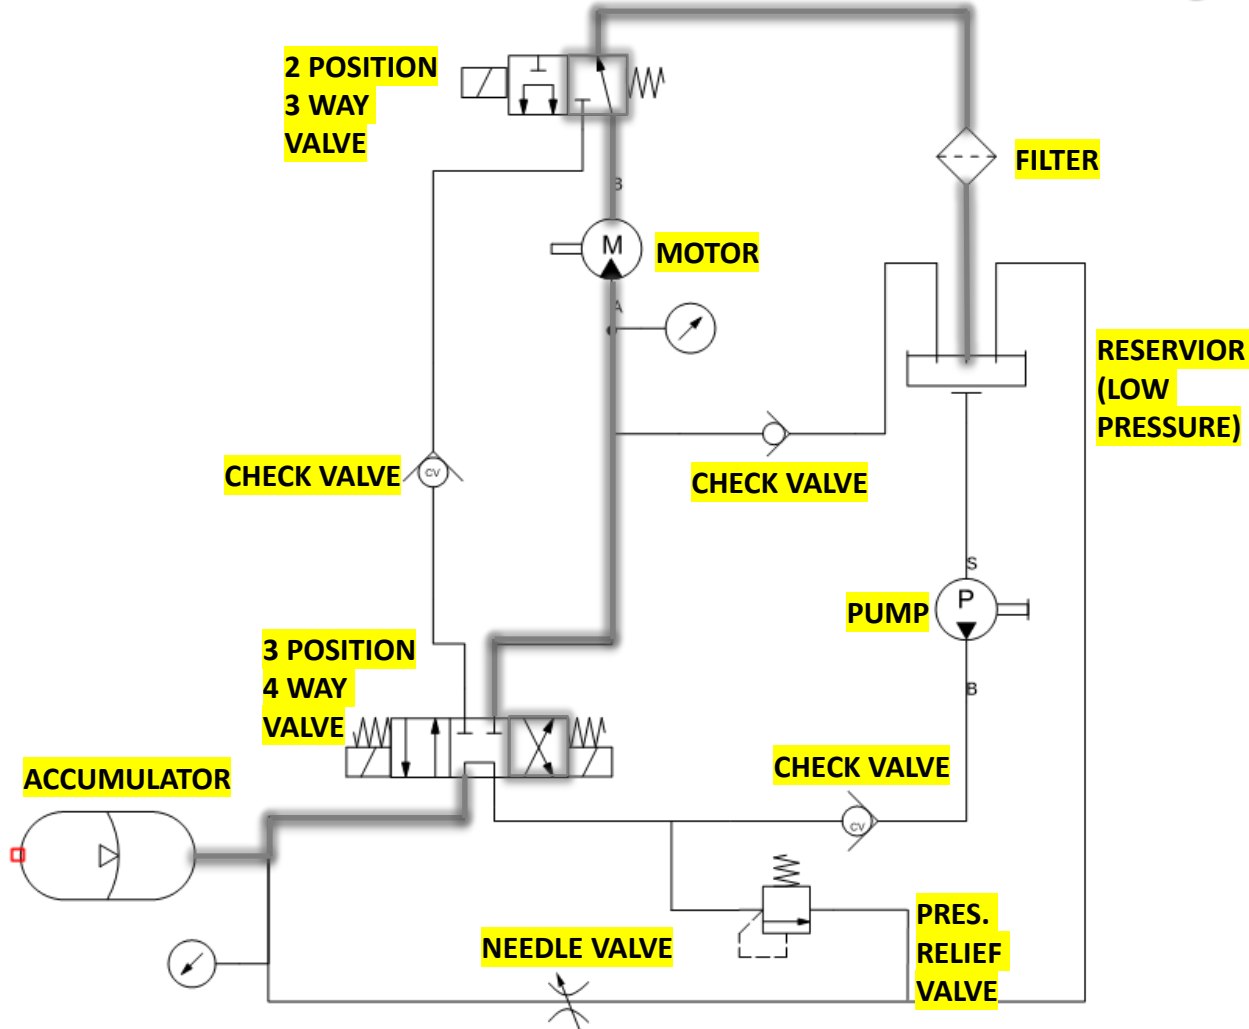 2 POSITION
3 WAY
VALVE
FILTER
B
M
MOTOR
A
RESERVIOR
(LOW
PRESSURE)
CHECK VALVE
CV
CHECK VALVE
S
P
PUMP
B
3 POSITION
4 WAY
VALVE
ACCUMULATOR
CHECK VALVE
CV
NEEDLE VALVE
PRES.
RELIEF
VALVE